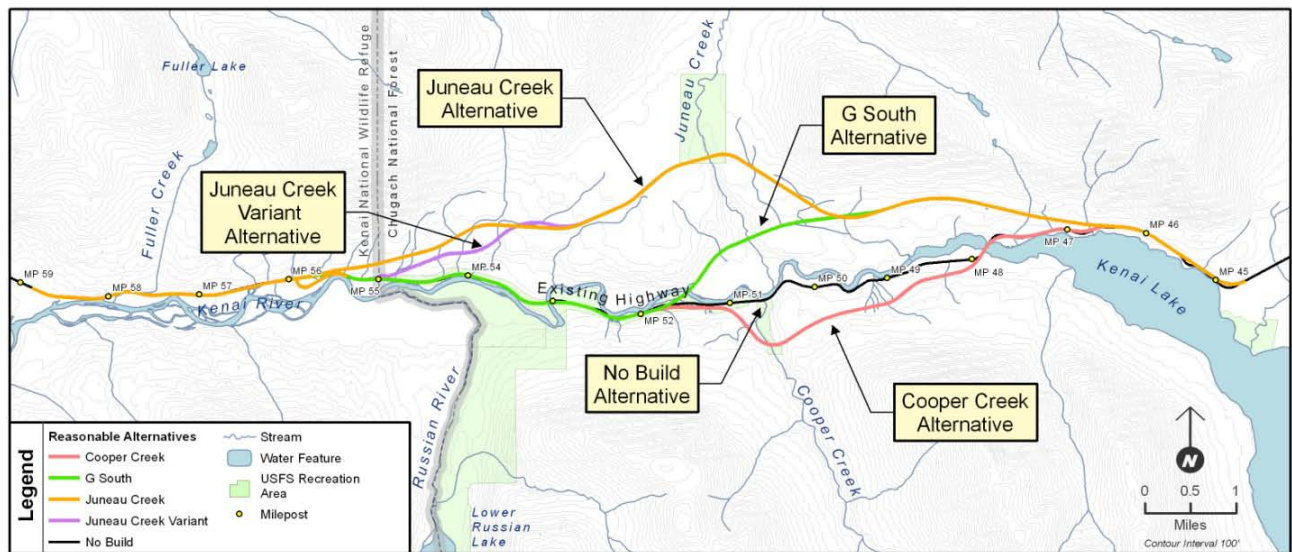 Fuller Lake
Fuller Creek
Kenai National Wildlife Refuge
Chugach National Forest
Juneau Creek
Juneau Creek
Alternative
G South
Alternative
Juneau Creek
Variant
Alternative
MP 59
MP 58
MP 57
MP 56
MP 55
MP 54
MP 52
MP 51
MP 50
MP 49
MP 48
MP 47
MP 46
MP 45
Kenai River
Existing Highway
Kenai Lake
No Build
Alternative
Cooper Creek
Alternative
Cooper Creek
Russian River
Lower
Russian
Lake
Legend
Reasonable Alternatives
Cooper Creek
G South
Juneau Creek
Juneau Creek Variant
No Build
Stream
Water Feature
USFS Recreation
Area
Milepost
N
0 0.5 1
Miles
Contour Interval 100'